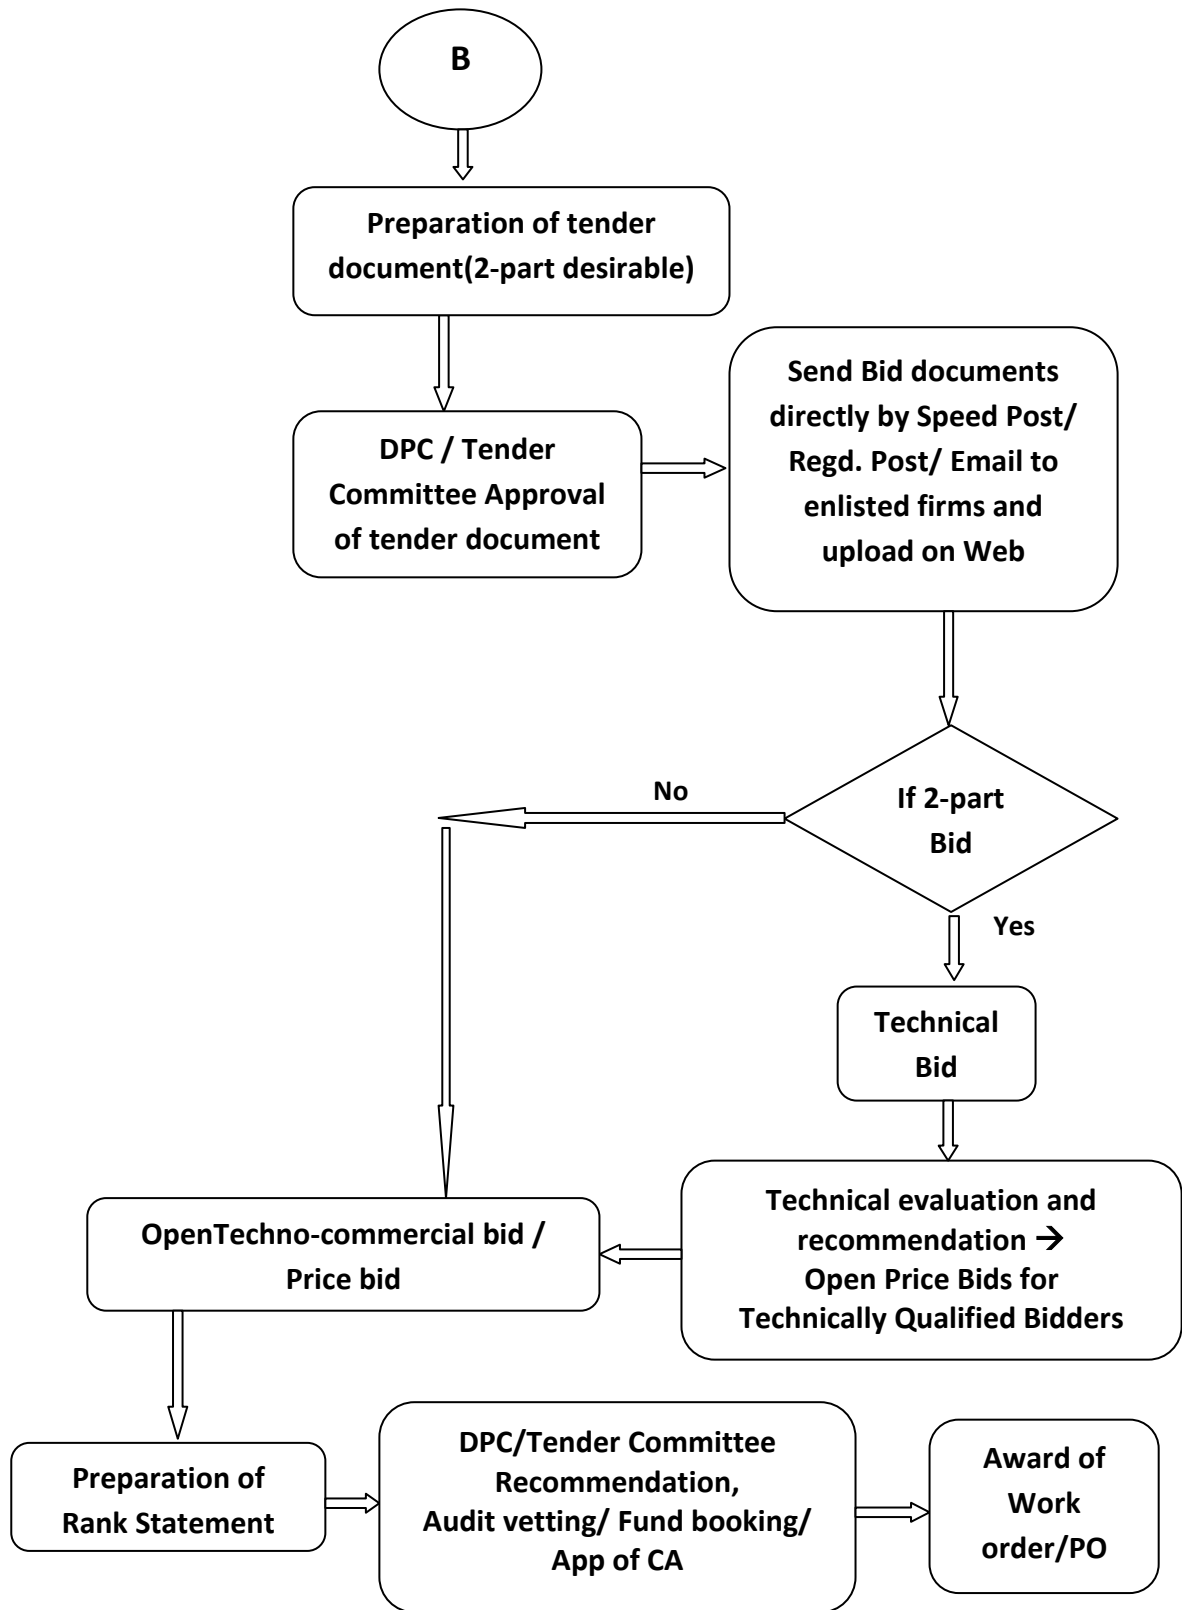 B
Preparation of tender
document(2-part desirable)
DPC / Tender
Committee Approval
of tender document
Send Bid documents
directly by Speed Post/
Regd. Post/ Email to
enlisted firms and
upload on Web
If 2-part
Bid
No
Yes
Technical
Bid
Technical evaluation and
recommendation →
Open Price Bids for
Technically Qualified Bidders
OpenTechno-commercial bid /
Price bid
Preparation of
Rank Statement
DPC/Tender Committee
Recommendation,
Audit vetting/ Fund booking/
App of CA
Award of
Work
order/PO